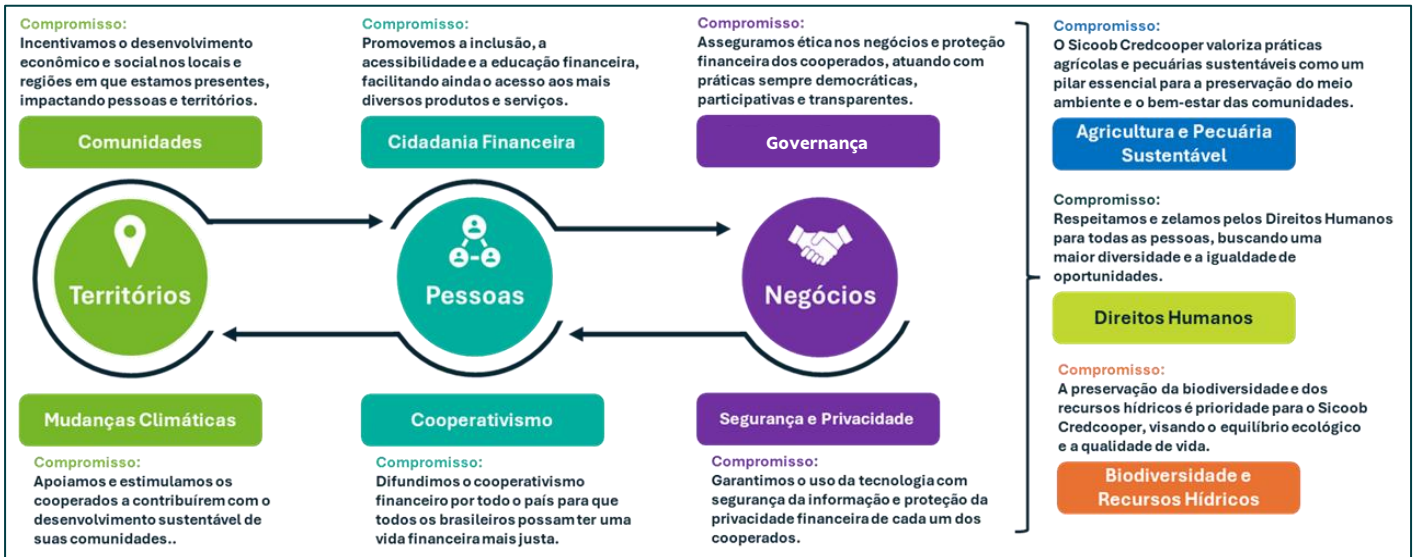 Compromisso:
Incentivamos o desenvolvimento
econômico e social nos locais e
regiões em que estamos presentes,
impactando pessoas e territórios.
Comunidades
Compromisso:
Promovemos a inclusão, a
acessibilidade e a educação financeira,
facilitando ainda o acesso aos mais
diversos produtos e serviços.
Cidadania Financeira
Compromisso:
Asseguramos ética nos negócios e proteção
financeira dos cooperados, atuando com
práticas sempre democráticas,
participativas e transparentes.
Governança
Territórios
Pessoas
Negócios
Mudanças Climáticas
Compromisso:
Apoiamos e estimulamos os
cooperados a contribuírem com o
desenvolvimento sustentável de
suas comunidades..
Cooperativismo
Compromisso:
Difundimos o cooperativismo
financeiro por todo o país para que
todos os brasileiros possam ter uma
vida financeira mais justa.
Segurança e Privacidade
Compromisso:
Garantimos o uso da tecnologia com
segurança da informação e proteção da
privacidade financeira de cada um dos
cooperados.
Compromisso:
O Sicoob Credcooper valoriza práticas
agrícolas e pecuárias sustentáveis como um
pilar essencial para a preservação do meio
ambiente e o bem-estar das comunidades.
Agricultura e Pecuária
Sustentável
Compromisso:
Respeitamos e zelamos pelos Direitos Humanos
para todas as pessoas, buscando uma
maior diversidade e a igualdade de
oportunidades.
Direitos Humanos
Compromisso:
A preservação da biodiversidade e dos
recursos hídricos é prioridade para o Sicoob
Credcooper, visando o equilíbrio ecológico
e a qualidade de vida.
Biodiversidade e
Recursos Hídricos